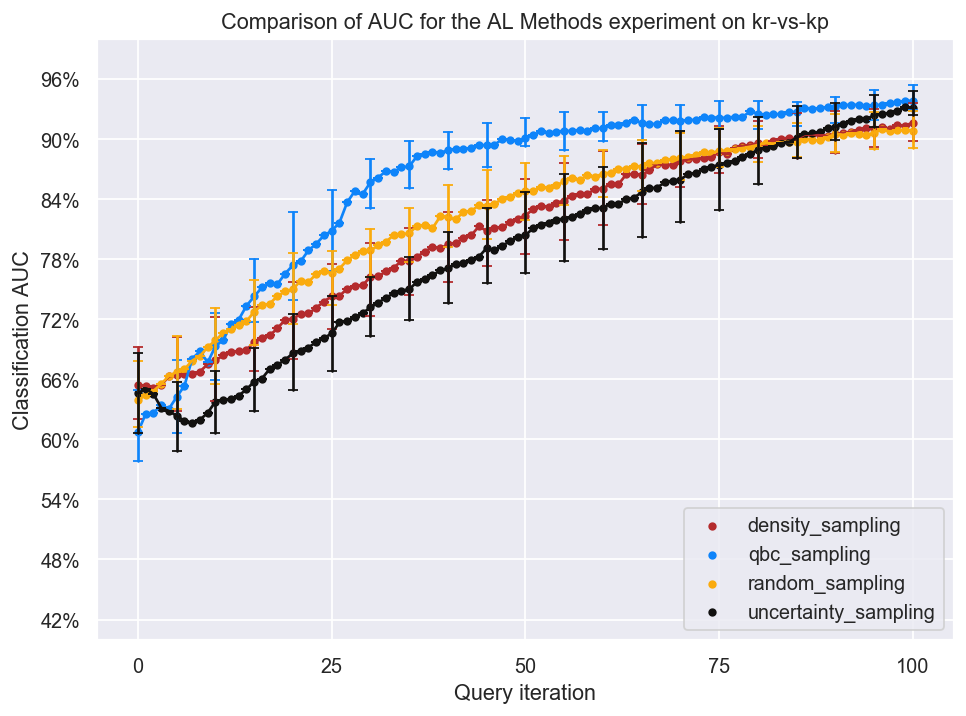 Comparison of AUC for the AL Methods experiment on kr-vs-kp
Classification AUC
96%
90%
84%
78%
72%
66%
60%
54%
48%
42%
density_sampling
qbc_sampling
random_sampling
uncertainty_sampling
0 25 50 75 100
Query iteration